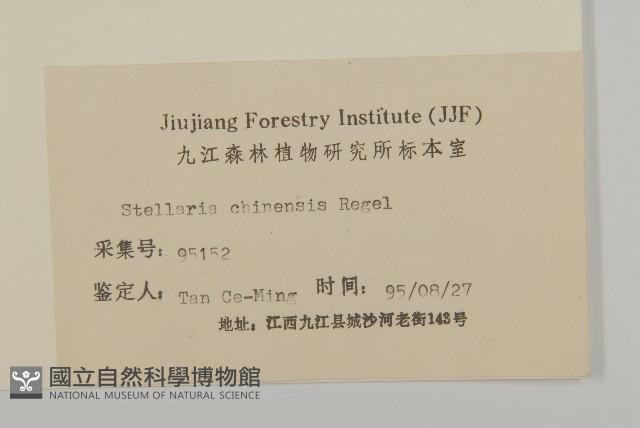 Jiujiang Forestry Institute (JJF)
九江森林植物研究所标本室
Stellaria chinensis Regel
采集号：95152
鉴定人：Tan Ce-Ming 时间：95/08/27
地址：江西九江县城沙河老街143号
國立自然科學博物館
NATIONAL MUSEUM OF NATURAL SCIENCE